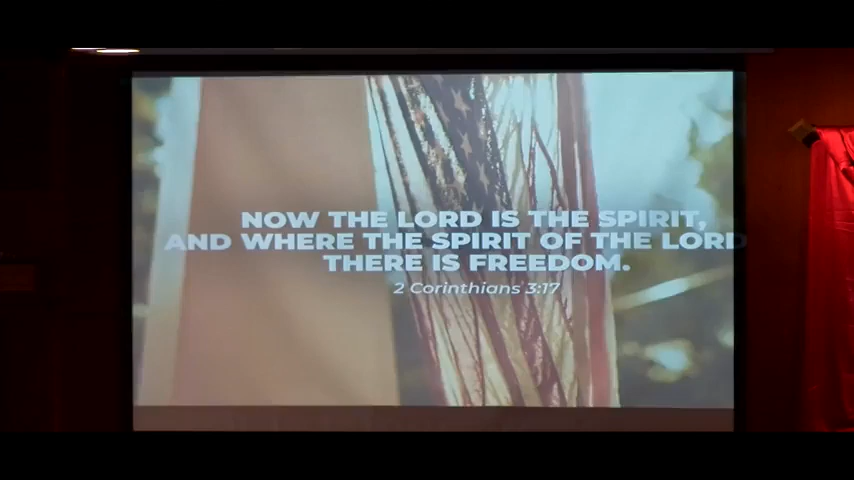 NOW THE LORD IS THE SPIRIT,
AND WHERE THE SPIRIT OF THE LORD
THERE IS FREEDOM.
2 Corinthians 3:17